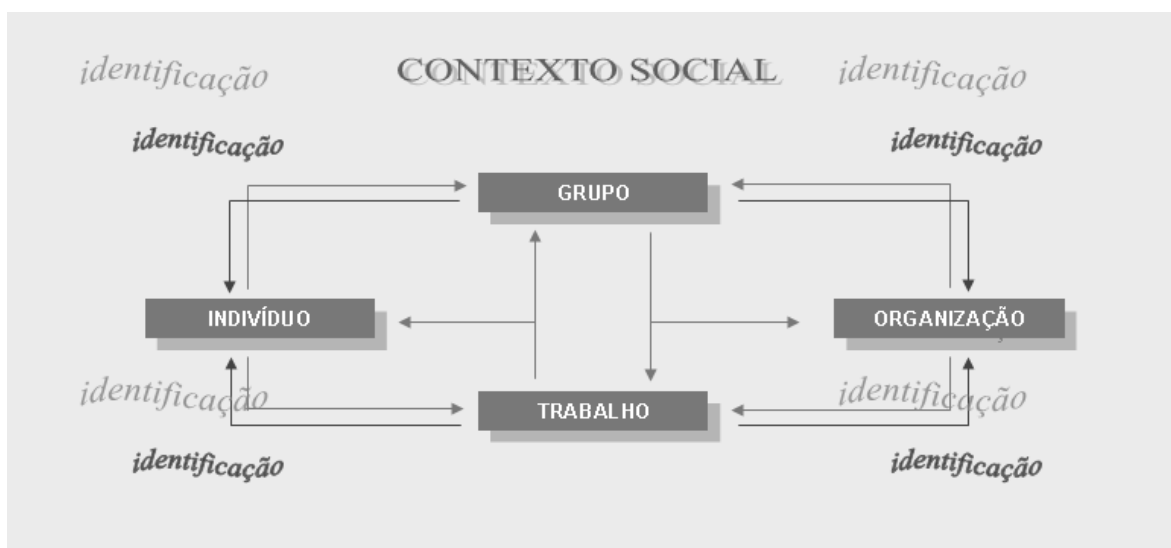 identificação CONTEXTO SOCIAL identificação
identificação identificação
GRUPO
INDIVÍDUO ORGANIZAÇÃO
identificação identificação
TRABALHO
identificação identificação